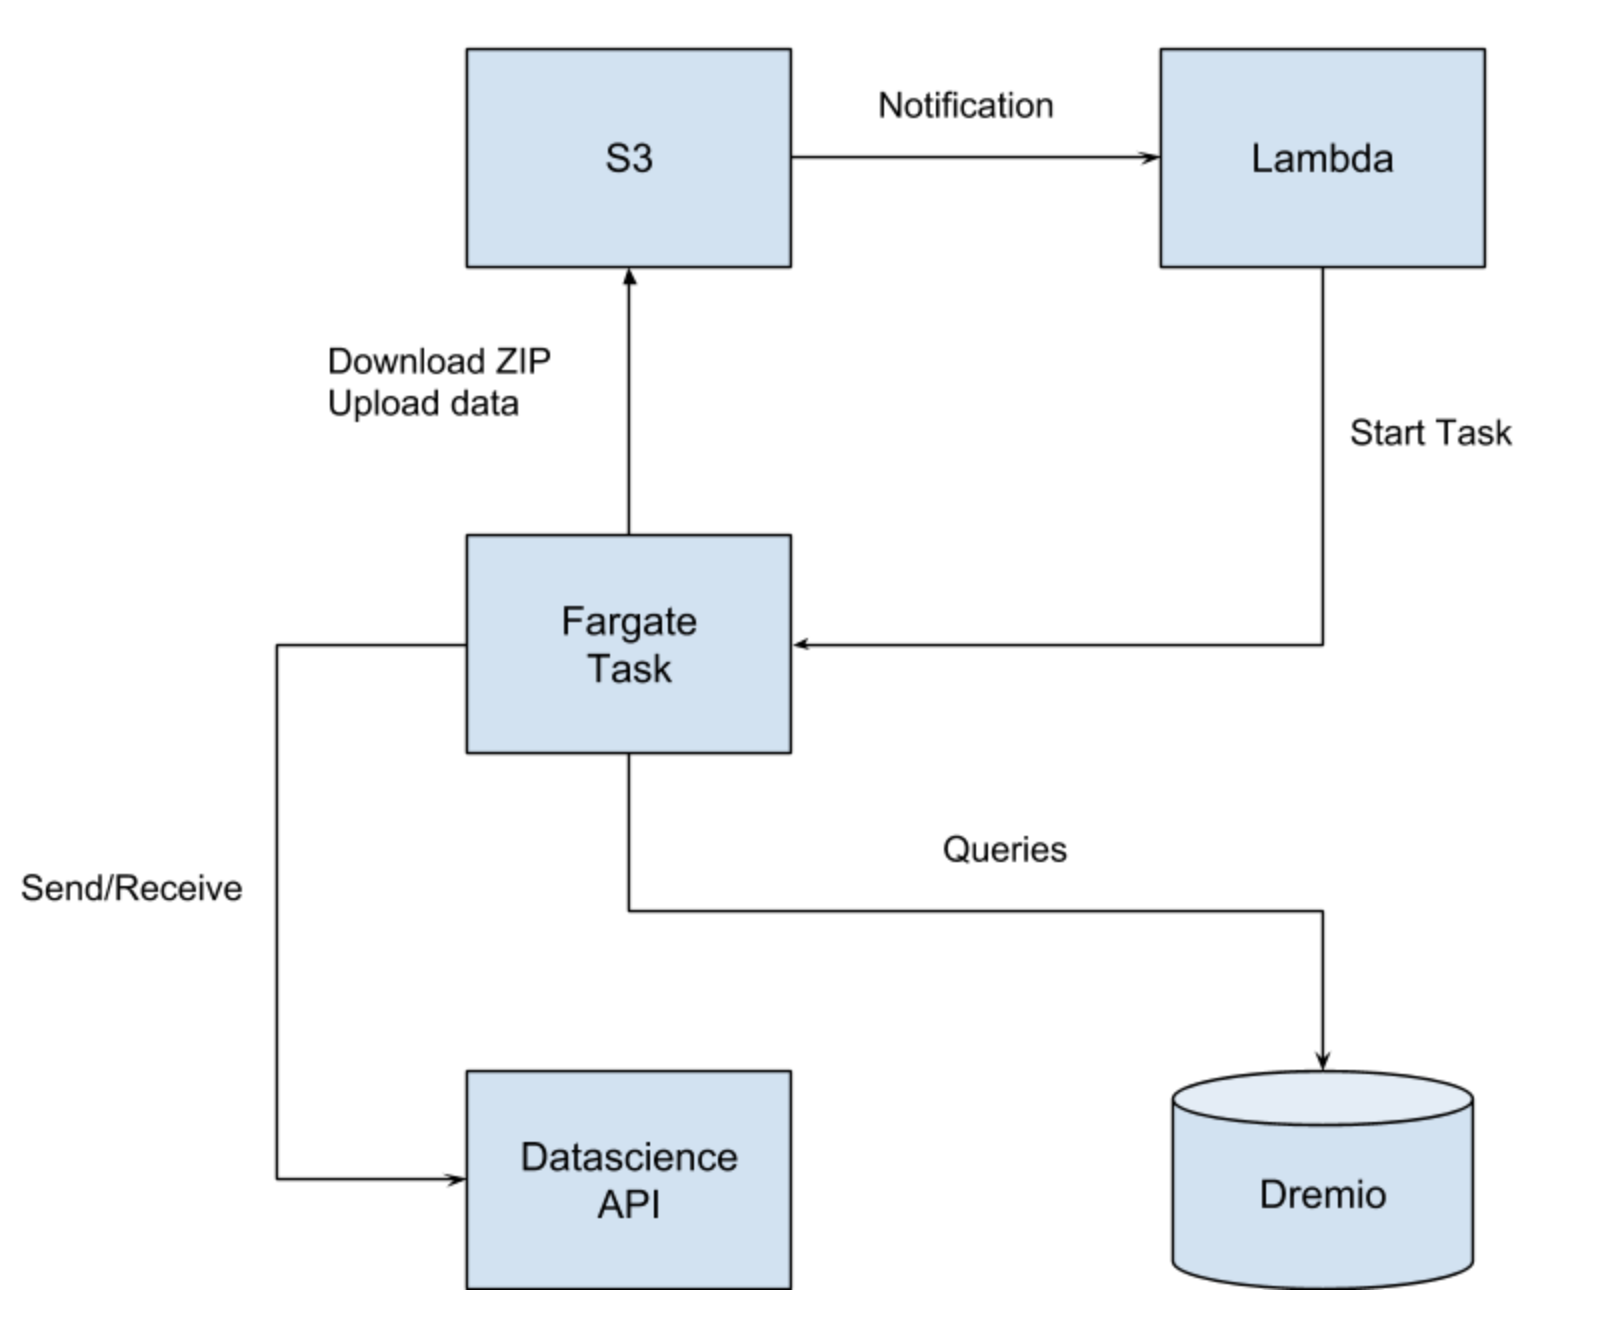 S3
Notification
Lambda
Download ZIP
Upload data
Start Task
Fargate
Task
Queries
Send/Receive
Datascience
API
Dremio